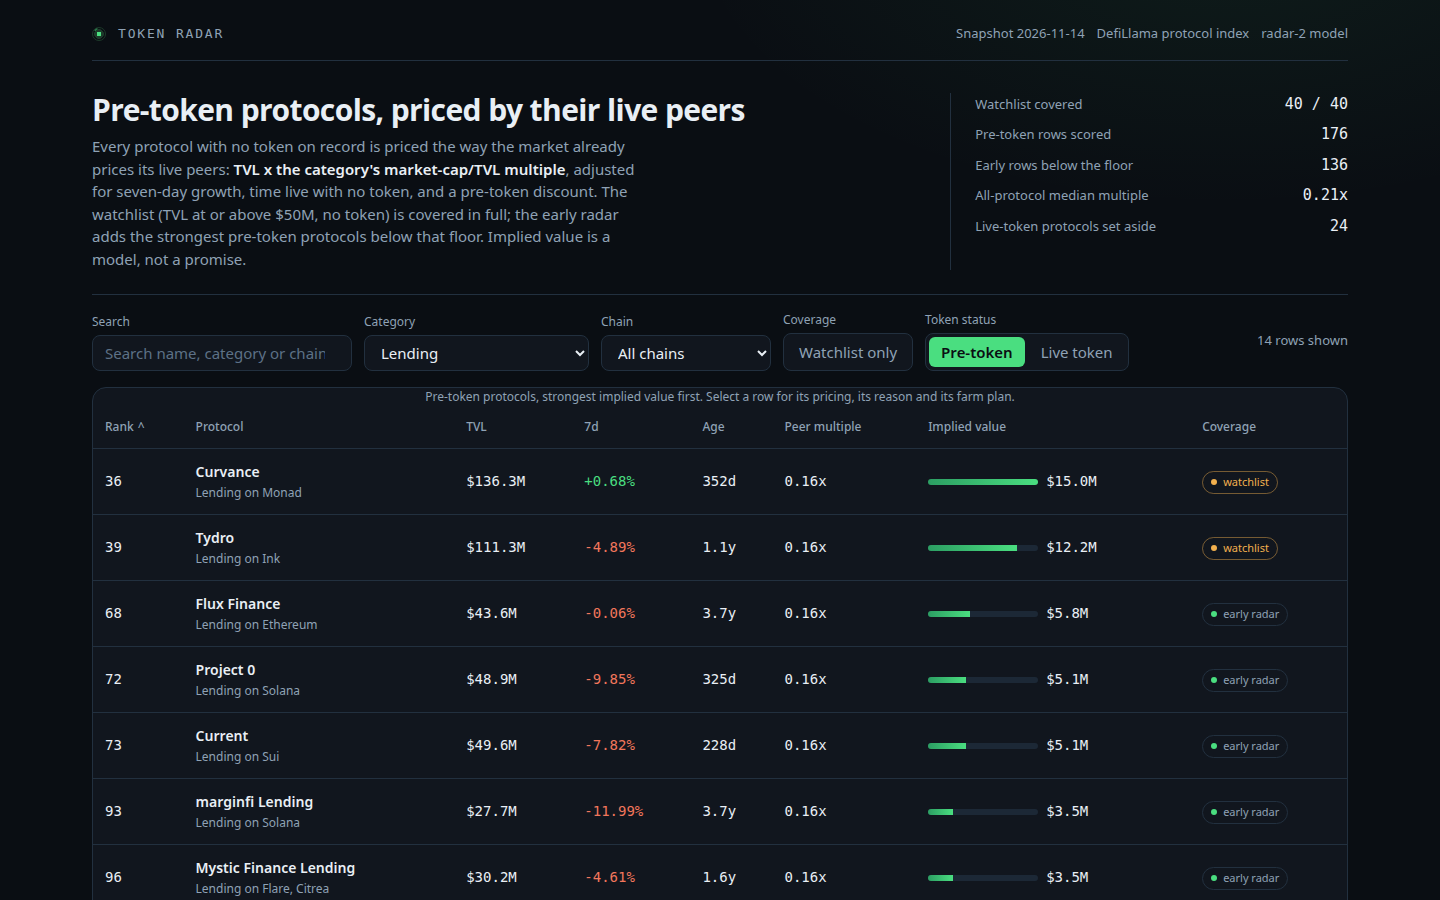 TOKEN RADAR
Snapshot 2026-11-14 DefiLlama protocol index radar-2 model
Pre-token protocols, priced by their live peers
Every protocol with no token on record is priced the way the market already
prices its live peers: TVL x the category's market-cap/TVL multiple, adjusted
for seven-day growth, time live with no token, and a pre-token discount. The
watchlist (TVL at or above $50M, no token) is covered in full; the early radar
adds the strongest pre-token protocols below that floor. Implied value is a
model, not a promise.
Watchlist covered 40 / 40
Pre-token rows scored 176
Early rows below the floor 136
All-protocol median multiple 0.21x
Live-token protocols set aside 24
Search Category Chain Coverage Token status
Search name, category or chain Lending All chains Watchlist only Pre-token Live token 14 rows shown
Pre-token protocols, strongest implied value first. Select a row for its pricing, its reason and its farm plan.
Rank ^ Protocol TVL 7d Age Peer multiple Implied value Coverage
36 Curvance $136.3M +0.68% 352d 0.16x $15.0M watchlist
Lending on Monad
39 Tydro $111.3M -4.89% 1.1y 0.16x $12.2M watchlist
Lending on Ink
68 Flux Finance $43.6M -0.06% 3.7y 0.16x $5.8M early radar
Lending on Ethereum
72 Project 0 $48.9M -9.85% 325d 0.16x $5.1M early radar
Lending on Solana
73 Current $49.6M -7.82% 228d 0.16x $5.1M early radar
Lending on Sui
93 marginfi Lending $27.7M -11.99% 3.7y 0.16x $3.5M early radar
Lending on Solana
96 Mystic Finance Lending $30.2M -4.61% 1.6y 0.16x $3.5M early radar
Lending on Flare, Citrea